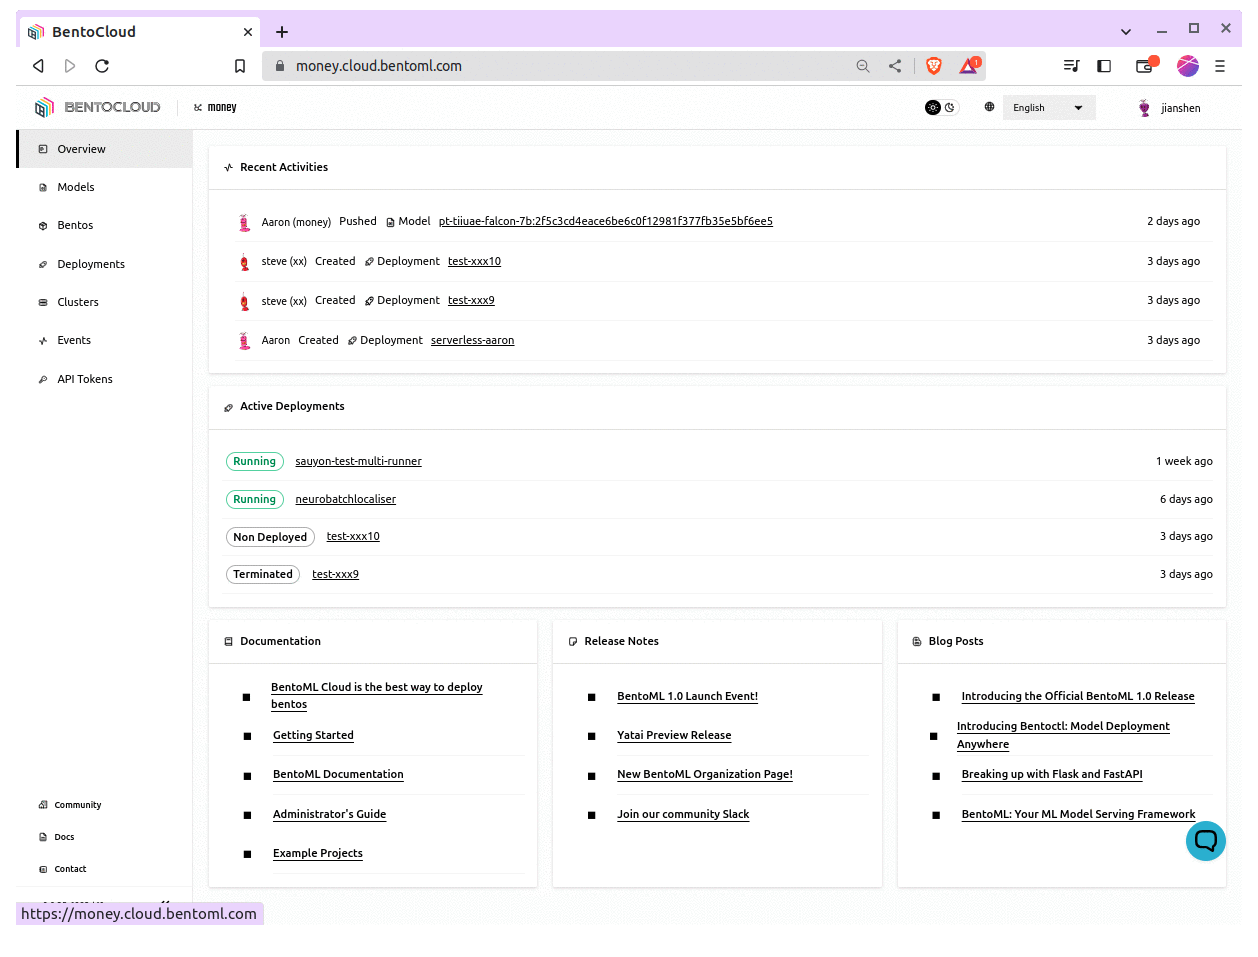 BentoCloud
money.cloud.bentoml.com
1
BENTOCLOUD
money
English
jianshen
Overview
Models
Bentos
Deployments
Clusters
Events
API Tokens
Community
Docs
Contact
Recent Activities
Aaron (money) Pushed Model pt-tiiuae-falcon-7b:2f5c3cd4eace6be6c0f12981f377fb35e5bf6ee5 2 days ago
steve (xx) Created Deployment test-xxx10 3 days ago
steve (xx) Created Deployment test-xxx9 3 days ago
Aaron Created Deployment serverless-aaron 3 days ago
Active Deployments
Running sauyon-test-multi-runner 1 week ago
Running neurobatchlocaliser 6 days ago
Non Deployed test-xxx10 3 days ago
Terminated test-xxx9 3 days ago
Documentation
BentoML Cloud is the best way to deploy
bentos
Getting Started
BentoML Documentation
Administrator's Guide
Example Projects
Release Notes
BentoML 1.0 Launch Event!
Yatai Preview Release
New BentoML Organization Page!
Join our community Slack
Blog Posts
Introducing the Official BentoML 1.0 Release
Introducing Bentoctl: Model Deployment
Anywhere
Breaking up with Flask and FastAPI
BentoML: Your ML Model Serving Framework
https://money.cloud.bentoml.com